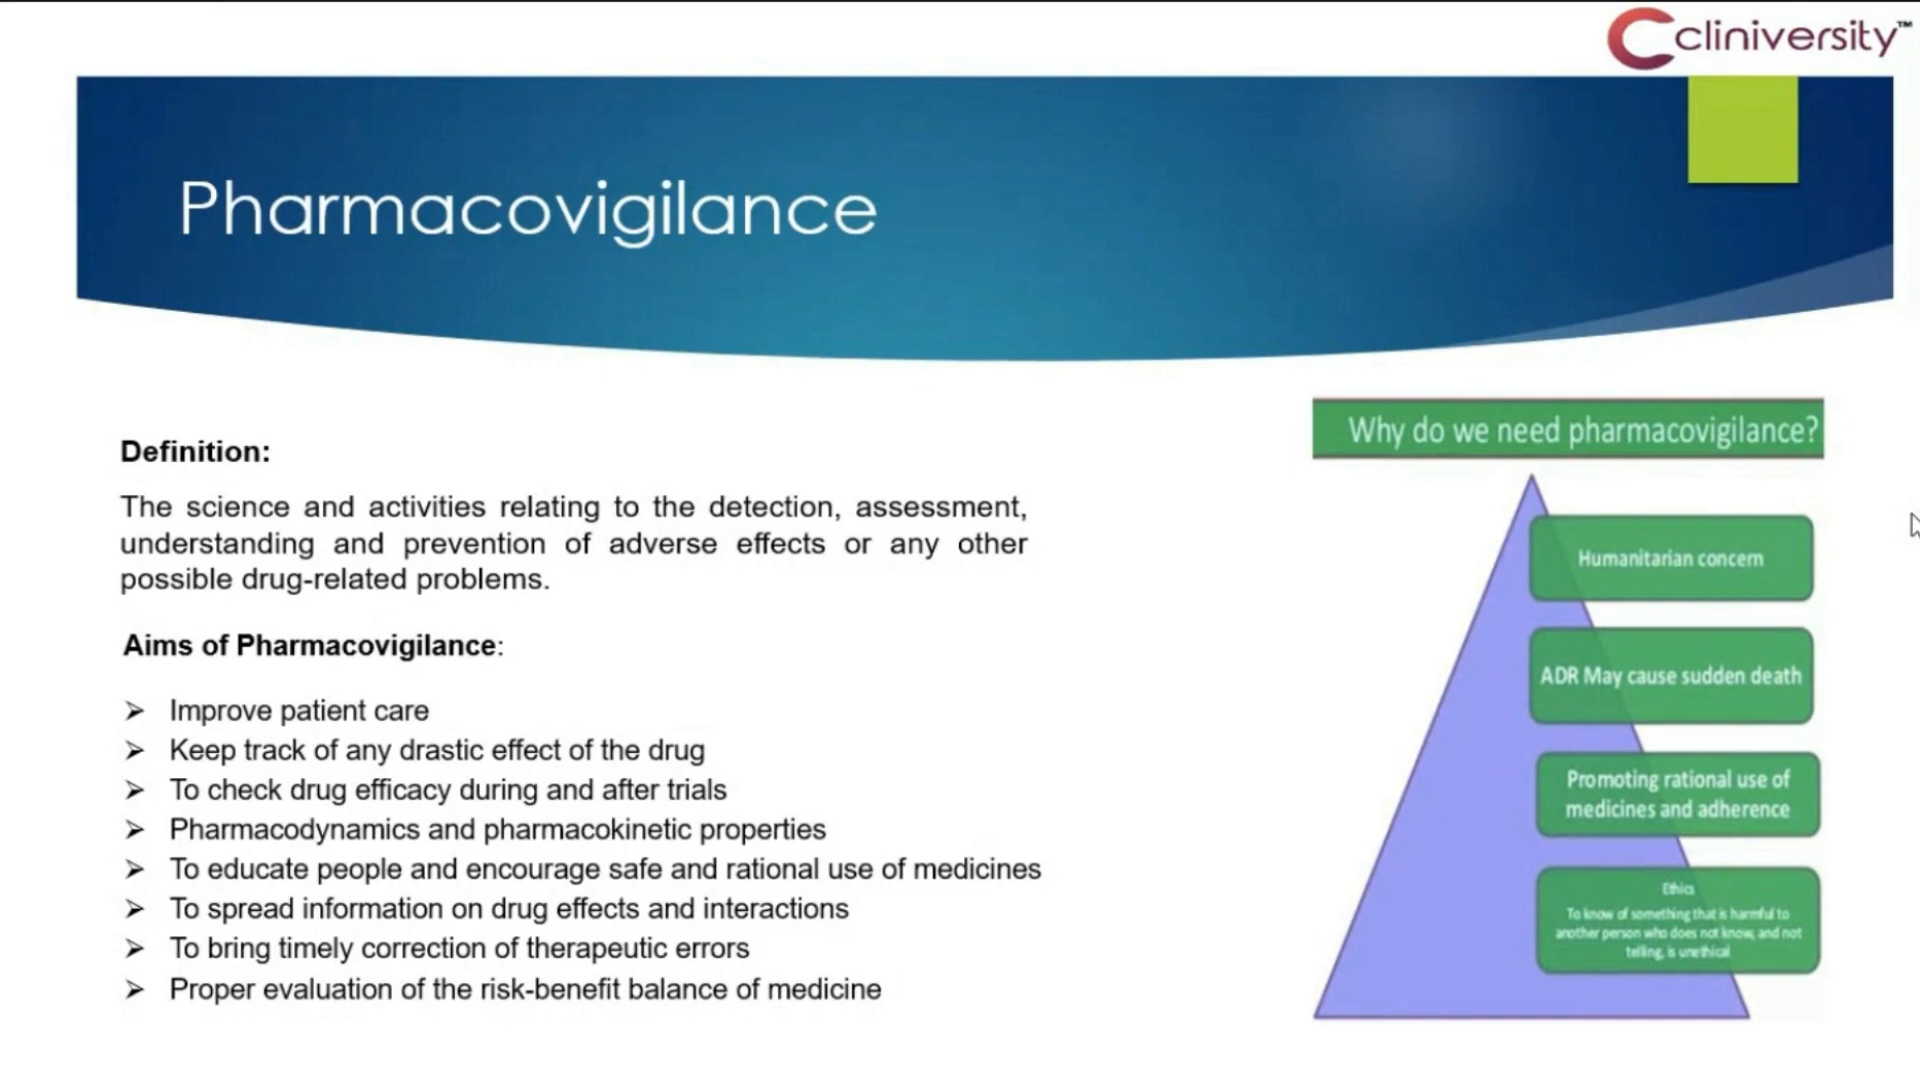 cliniversity™
Pharmacovigilance
Definition:
The science and activities relating to the detection, assessment,
understanding and prevention of adverse effects or any other
possible drug-related problems.
Aims of Pharmacovigilance:
➢ Improve patient care
➢ Keep track of any drastic effect of the drug
➢ To check drug efficacy during and after trials
➢ Pharmacodynamics and pharmacokinetic properties
➢ To educate people and encourage safe and rational use of medicines
➢ To spread information on drug effects and interactions
➢ To bring timely correction of therapeutic errors
➢ Proper evaluation of the risk-benefit balance of medicine
Why do we need pharmacovigilance?
Humanitarian concern
ADR May cause sudden death
Promoting rational use of
medicines and adherence
Ethics
To know of something that is harmful to
another person who does not know, and not
telling, is unethical